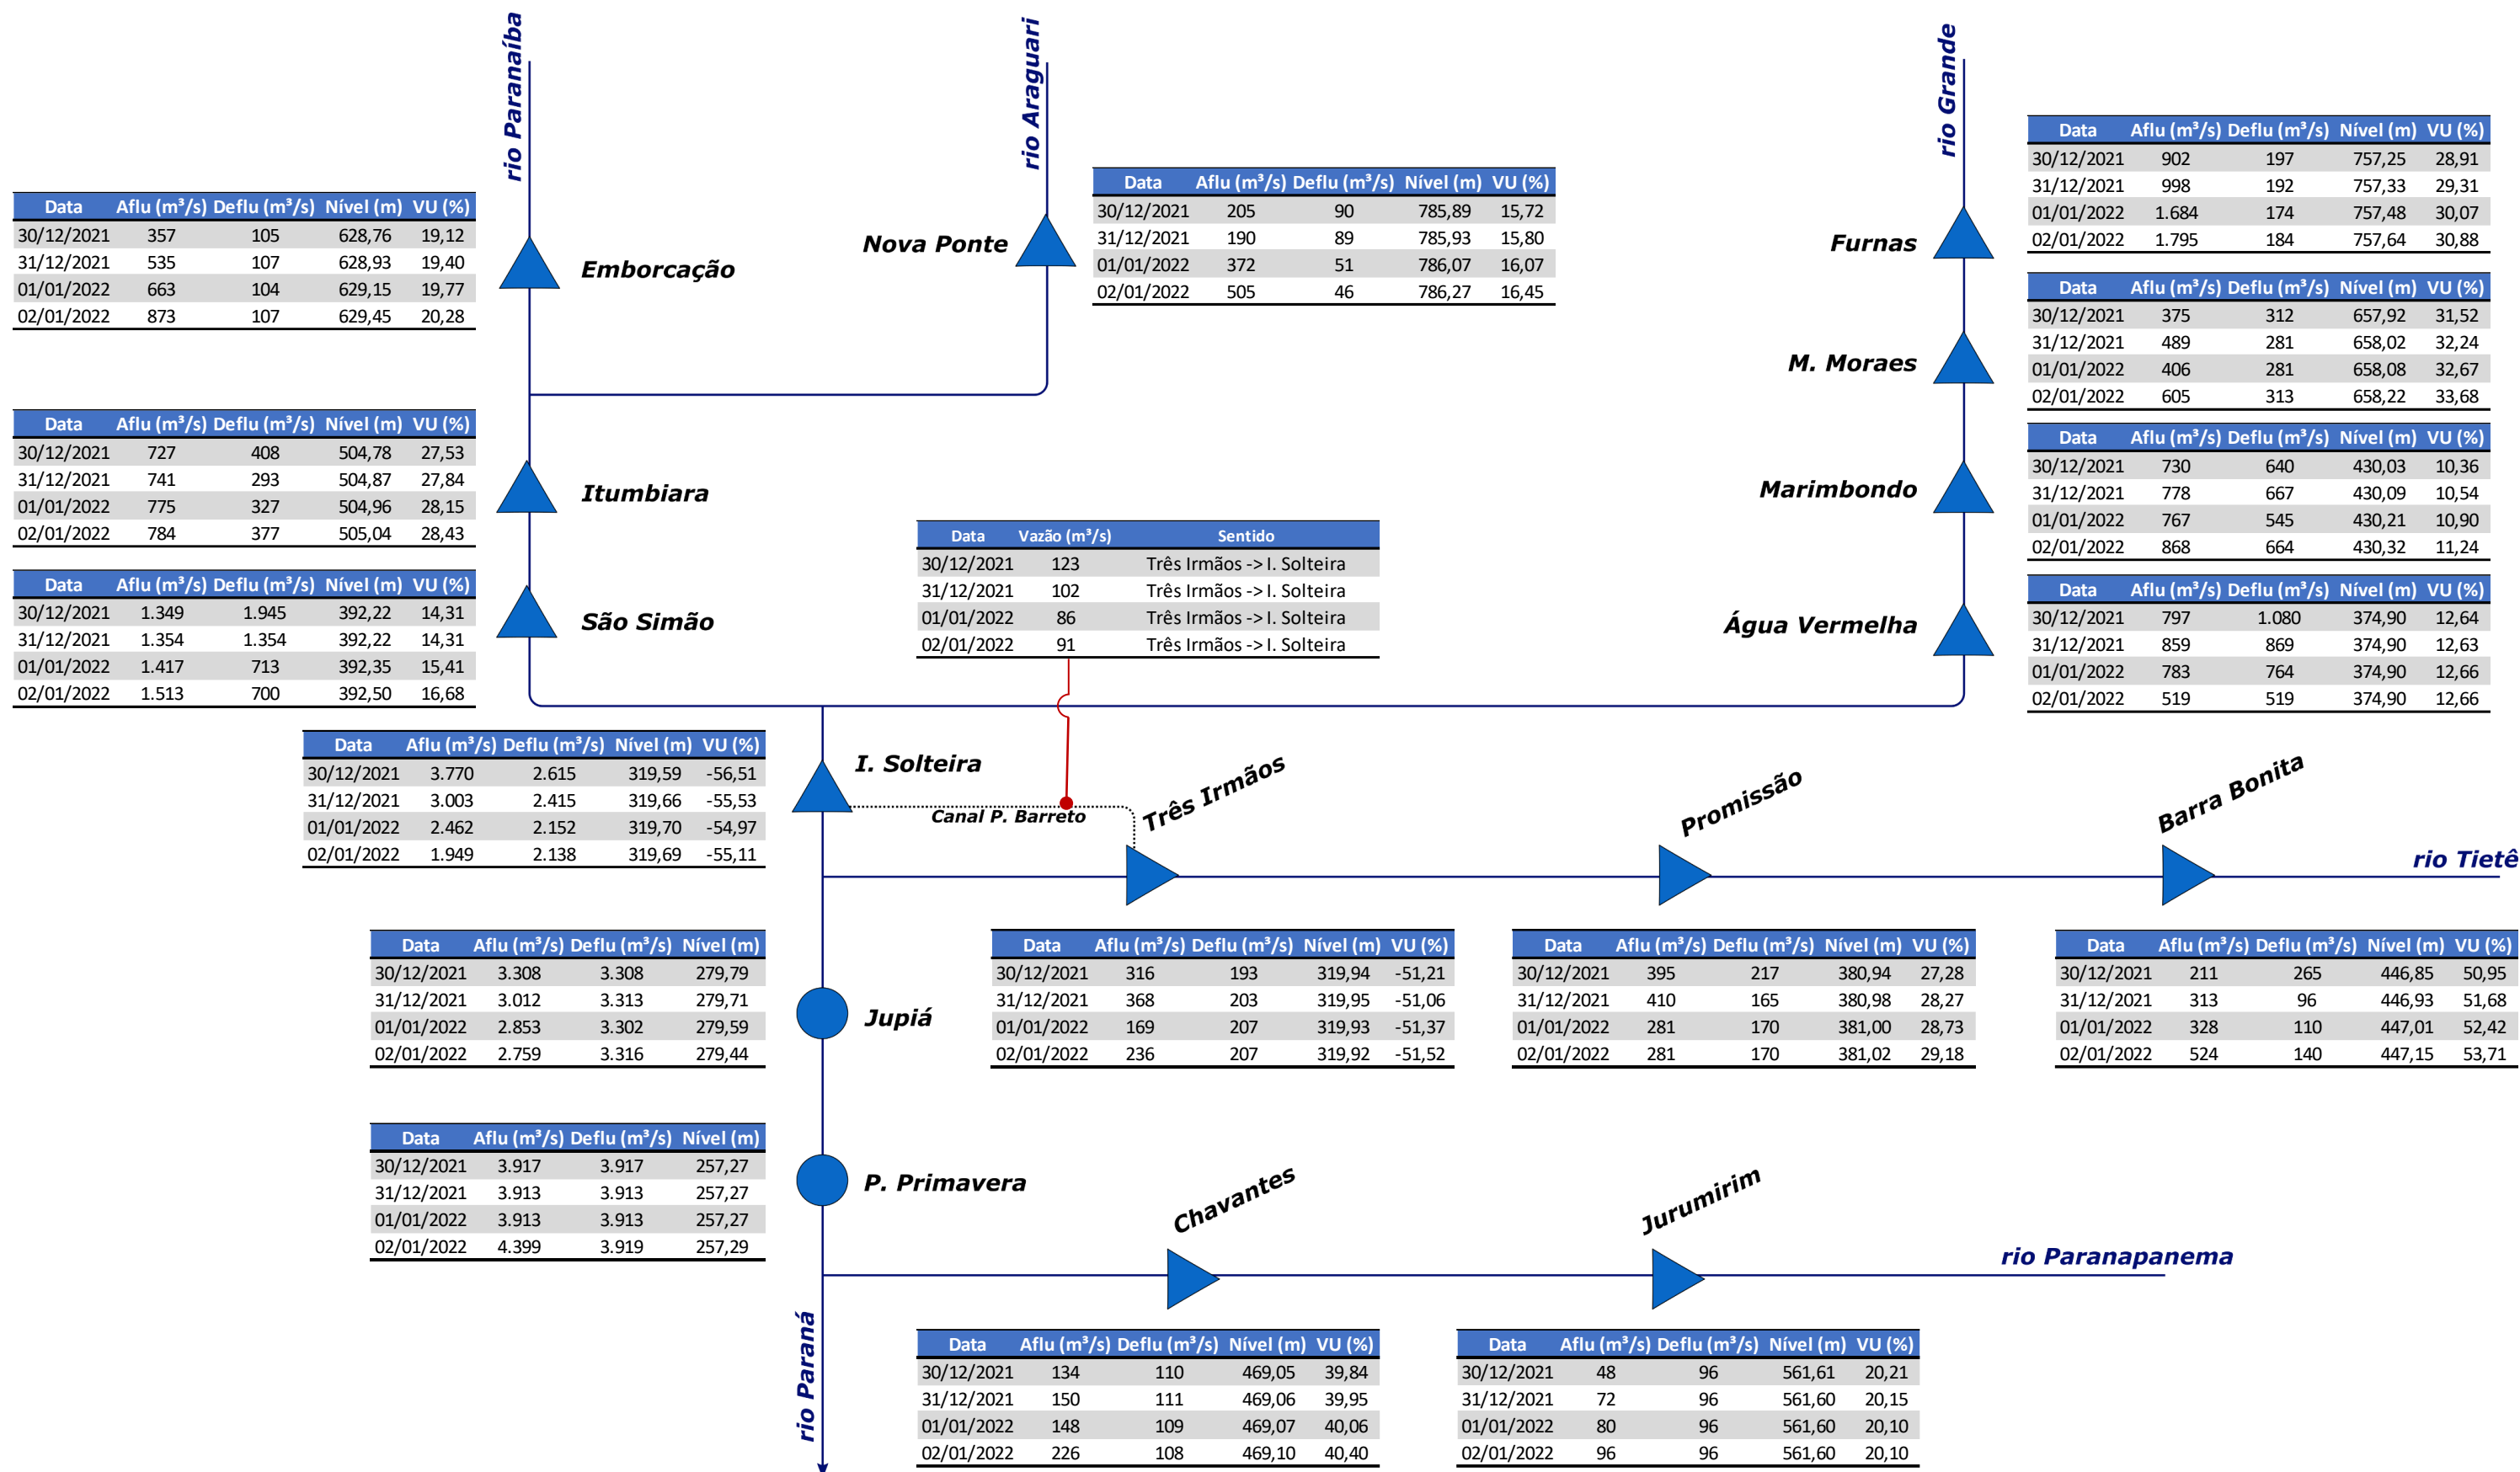 rio Paranaíba
rio Araguari
rio Grande
Data Aflu (m³/s) Deflu (m³/s) Nível (m) VU (%)
30/12/2021 357 105 628,76 19,12
31/12/2021 535 107 628,93 19,40
01/01/2022 663 104 629,15 19,77
02/01/2022 873 107 629,45 20,28
Emborcação
Nova Ponte
Data Aflu (m³/s) Deflu (m³/s) Nível (m) VU (%)
30/12/2021 205 90 785,89 15,72
31/12/2021 190 89 785,93 15,80
01/01/2022 372 51 786,07 16,07
02/01/2022 505 46 786,27 16,45
Furnas
Data Aflu (m³/s) Deflu (m³/s) Nível (m) VU (%)
30/12/2021 902 197 757,25 28,91
31/12/2021 998 192 757,33 29,31
01/01/2022 1.684 174 757,48 30,07
02/01/2022 1.795 184 757,64 30,88
M. Moraes
Data Aflu (m³/s) Deflu (m³/s) Nível (m) VU (%)
30/12/2021 375 312 657,92 31,52
31/12/2021 489 281 658,02 32,24
01/01/2022 406 281 658,08 32,67
02/01/2022 605 313 658,22 33,68
Data Aflu (m³/s) Deflu (m³/s) Nível (m) VU (%)
30/12/2021 727 408 504,78 27,53
31/12/2021 741 293 504,87 27,84
01/01/2022 775 327 504,96 28,15
02/01/2022 784 377 505,04 28,43
Itumbiara
Marimbondo
Data Aflu (m³/s) Deflu (m³/s) Nível (m) VU (%)
30/12/2021 730 640 430,03 10,36
31/12/2021 778 667 430,09 10,54
01/01/2022 767 545 430,21 10,90
02/01/2022 868 664 430,32 11,24
Data Aflu (m³/s) Deflu (m³/s) Nível (m) VU (%)
30/12/2021 1.349 1.945 392,22 14,31
31/12/2021 1.354 1.354 392,22 14,31
01/01/2022 1.417 713 392,35 15,41
02/01/2022 1.513 700 392,50 16,68
São Simão
Data Vazão (m³/s) Sentido
30/12/2021 123 Três Irmãos -> I. Solteira
31/12/2021 102 Três Irmãos -> I. Solteira
01/01/2022 86 Três Irmãos -> I. Solteira
02/01/2022 91 Três Irmãos -> I. Solteira
Água Vermelha
Data Aflu (m³/s) Deflu (m³/s) Nível (m) VU (%)
30/12/2021 797 1.080 374,90 12,64
31/12/2021 859 869 374,90 12,63
01/01/2022 783 764 374,90 12,66
02/01/2022 519 519 374,90 12,66
Data Aflu (m³/s) Deflu (m³/s) Nível (m) VU (%)
30/12/2021 3.770 2.615 319,59 -56,51
31/12/2021 3.003 2.415 319,66 -55,53
01/01/2022 2.462 2.152 319,70 -54,97
02/01/2022 1.949 2.138 319,69 -55,11
I. Solteira
Canal P. Barreto
Três Irmãos
Promissão
Barra Bonita
rio Tietê
Data Aflu (m³/s) Deflu (m³/s) Nível (m)
30/12/2021 3.308 3.308 279,79
31/12/2021 3.012 3.313 279,71
01/01/2022 2.853 3.302 279,59
02/01/2022 2.759 3.316 279,44
Jupiá
Data Aflu (m³/s) Deflu (m³/s) Nível (m) VU (%)
30/12/2021 316 193 319,94 -51,21
31/12/2021 368 203 319,95 -51,06
01/01/2022 169 207 319,93 -51,37
02/01/2022 236 207 319,92 -51,52
Data Aflu (m³/s) Deflu (m³/s) Nível (m) VU (%)
30/12/2021 395 217 380,94 27,28
31/12/2021 410 165 380,98 28,27
01/01/2022 281 170 381,00 28,73
02/01/2022 281 170 381,02 29,18
Data Aflu (m³/s) Deflu (m³/s) Nível (m) VU (%)
30/12/2021 211 265 446,85 50,95
31/12/2021 313 96 446,93 51,68
01/01/2022 328 110 447,01 52,42
02/01/2022 524 140 447,15 53,71
Data Aflu (m³/s) Deflu (m³/s) Nível (m)
30/12/2021 3.917 3.917 257,27
31/12/2021 3.913 3.913 257,27
01/01/2022 3.913 3.913 257,27
02/01/2022 4.399 3.919 257,29
P. Primavera
Chavantes
Jurumirim
rio Paranapanema
rio Paraná
Data Aflu (m³/s) Deflu (m³/s) Nível (m) VU (%)
30/12/2021 134 110 469,05 39,84
31/12/2021 150 111 469,06 39,95
01/01/2022 148 109 469,07 40,06
02/01/2022 226 108 469,10 40,40
Data Aflu (m³/s) Deflu (m³/s) Nível (m) VU (%)
30/12/2021 48 96 561,61 20,21
31/12/2021 72 96 561,60 20,15
01/01/2022 80 96 561,60 20,10
02/01/2022 96 96 561,60 20,10